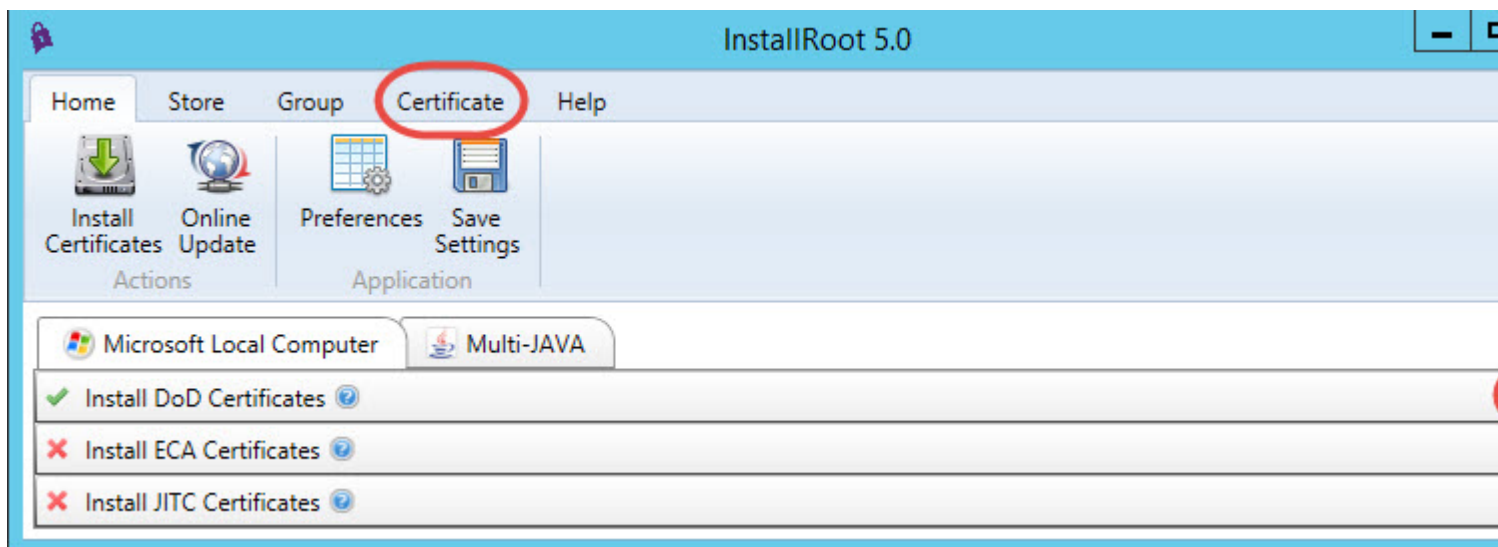 InstallRoot 5.0
Home Store Group Certificate Help
Install Certificates Online Update Preferences Save Settings
Actions Application
Microsoft Local Computer Multi-JAVA
Install DoD Certificates
Install ECA Certificates
Install JITC Certificates